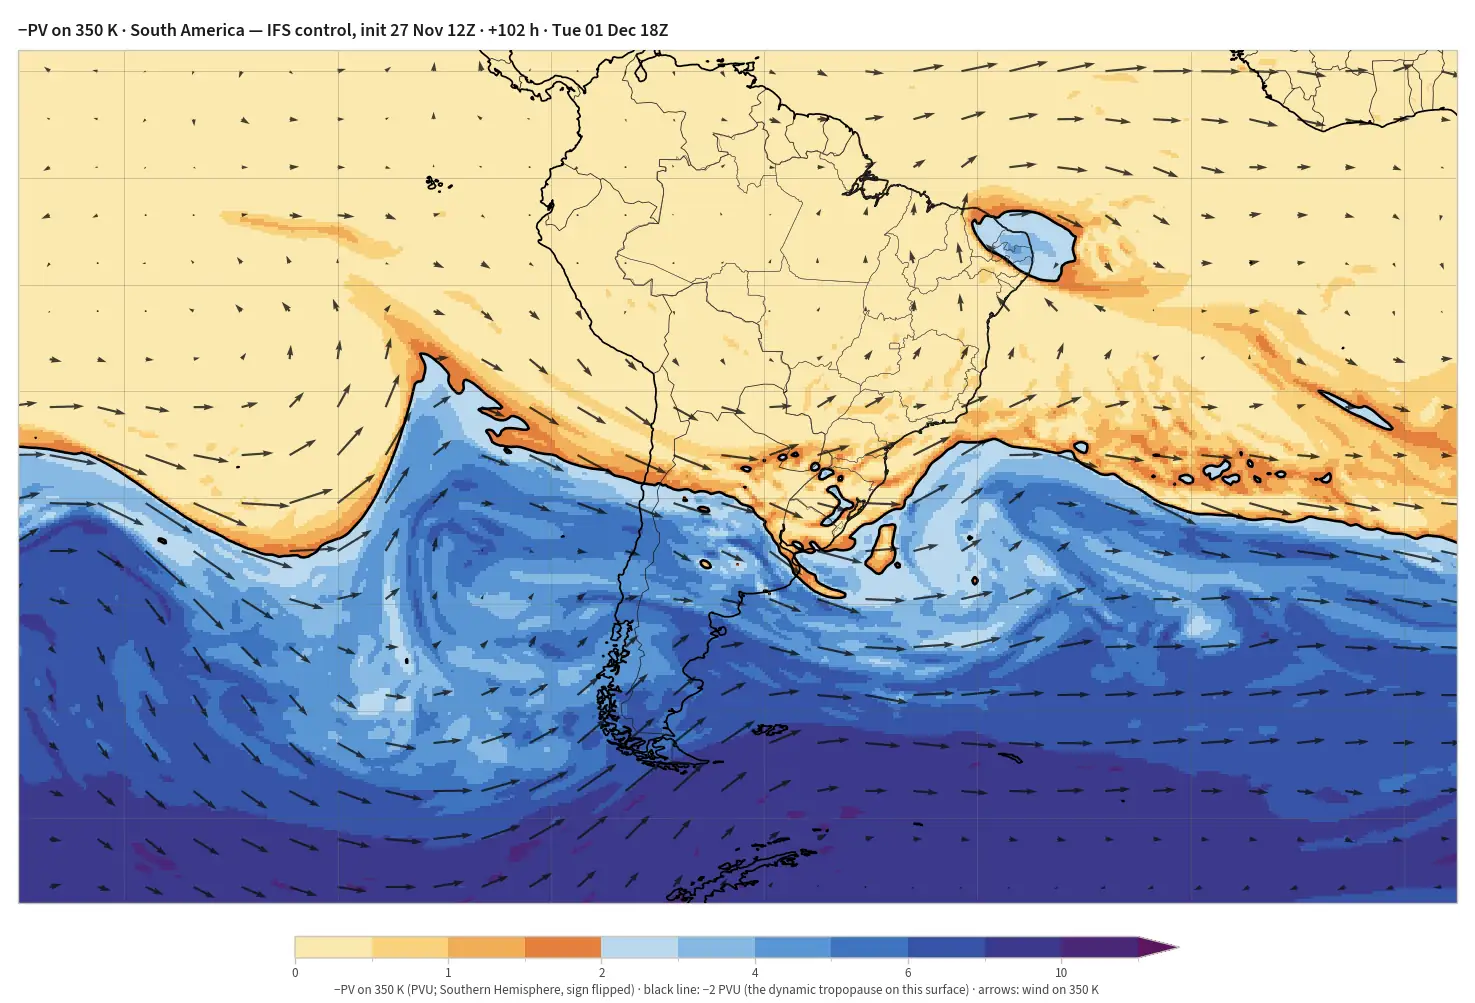 −PV on 350 K · South America — IFS control, init 27 Nov 12Z · +102 h · Tue 01 Dec 18Z
0 1 2 4 6 10
−PV on 350 K (PVU; Southern Hemisphere, sign flipped) · black line: −2 PVU (the dynamic tropopause on this surface) · arrows: wind on 350 K